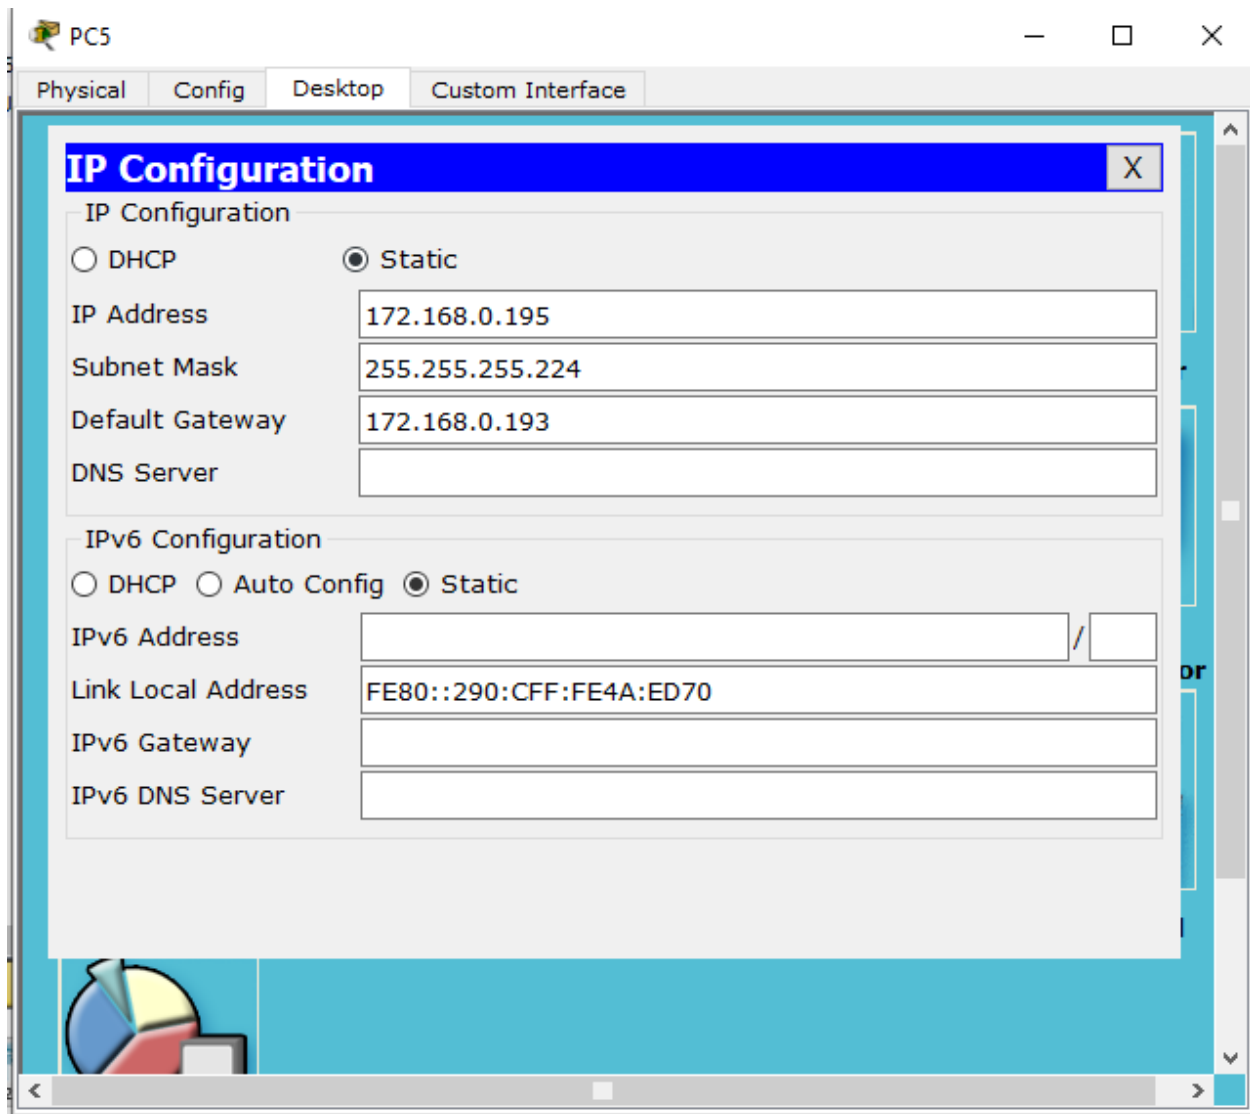 PC5
Physical Config Desktop Custom Interface
IP Configuration X
IP Configuration
DHCP Static
IP Address 172.168.0.195
Subnet Mask 255.255.255.224
Default Gateway 172.168.0.193
DNS Server
IPv6 Configuration
DHCP Auto Config Static
IPv6 Address /
Link Local Address FE80::290:CFF:FE4A:ED70
IPv6 Gateway
IPv6 DNS Server